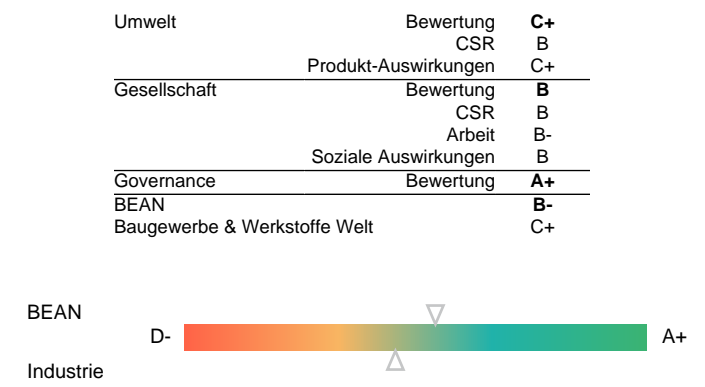 Umwelt Bewertung C+
CSR B
Produkt-Auswirkungen C+
Gesellschaft Bewertung B
CSR B
Arbeit B-
Soziale Auswirkungen B
Governance Bewertung A+
BEAN B-
Baugewerbe & Werkstoffe Welt C+
BEAN
D- A+
Industrie